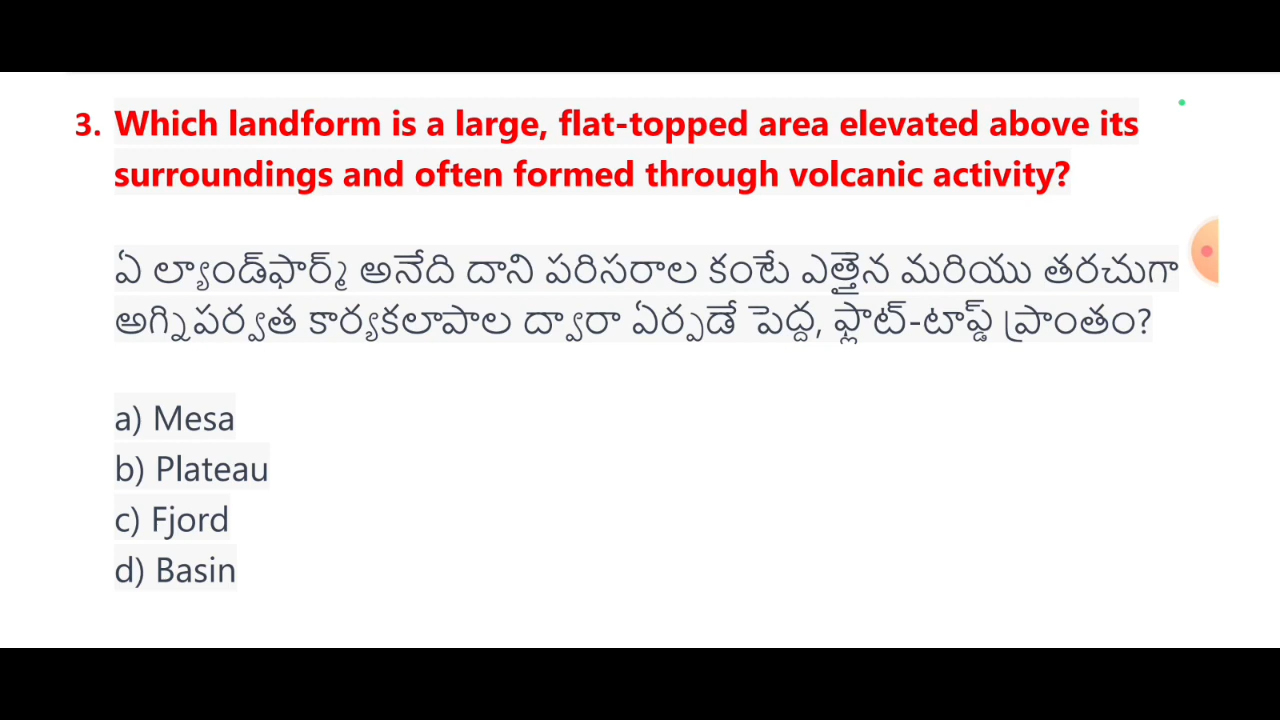 3. Which landform is a large, flat-topped area elevated above its
surroundings and often formed through volcanic activity?
ఏ ల్యాండ్‌ఫార్మ్ అనేది దాని పరిసరాల కంటే ఎత్తైన మరియు తరచుగా
అగ్నిపర్వత కార్యకలాపాల ద్వారా ఏర్పడే పెద్ద, ఫ్లాట్-టాప్డ్ ప్రాంతం?
a) Mesa
b) Plateau
c) Fjord
d) Basin